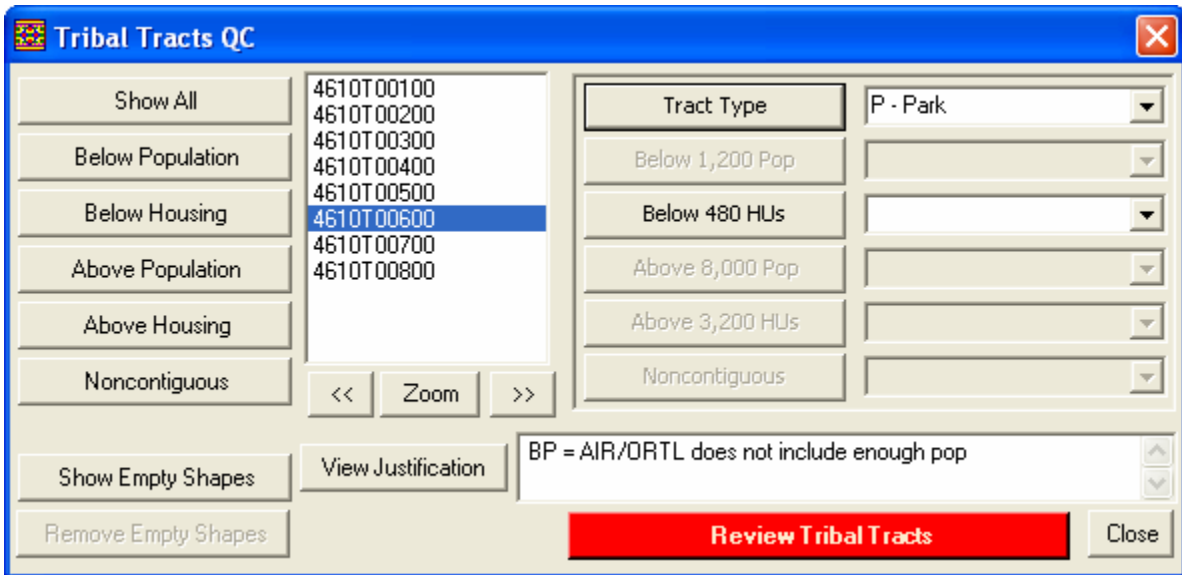 Tribal Tracts QC
Show All
Below Population
Below Housing
Above Population
Above Housing
Noncontiguous
Show Empty Shapes
Remove Empty Shapes
4610T00100
4610T00200
4610T00300
4610T00400
4610T00500
4610T00600
4610T00700
4610T00800
<< Zoom >>
View Justification
Tract Type P - Park
Below 1,200 Pop
Below 480 HUs
Above 8,000 Pop
Above 3,200 HUs
Noncontiguous
BP = AIR/ORTL does not include enough pop
Review Tribal Tracts
Close